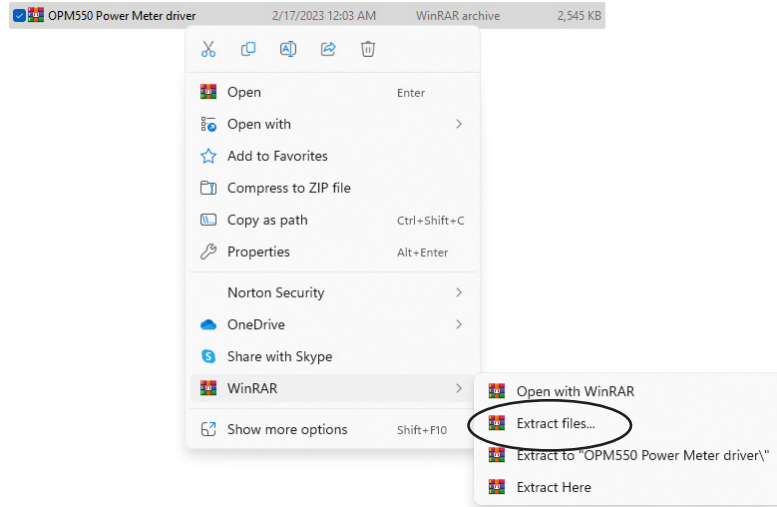 OPM550 Power Meter driver 2/17/2023 12:03 AM WinRAR archive 2,545 KB
Open Enter
Open with
Add to Favorites
Compress to ZIP file
Copy as path Ctrl+Shift+C
Properties Alt+Enter
Norton Security
OneDrive
Share with Skype
WinRAR
Show more options Shift+F10
Open with WinRAR
Extract files...
Extract to "OPM550 Power Meter driver\"
Extract Here